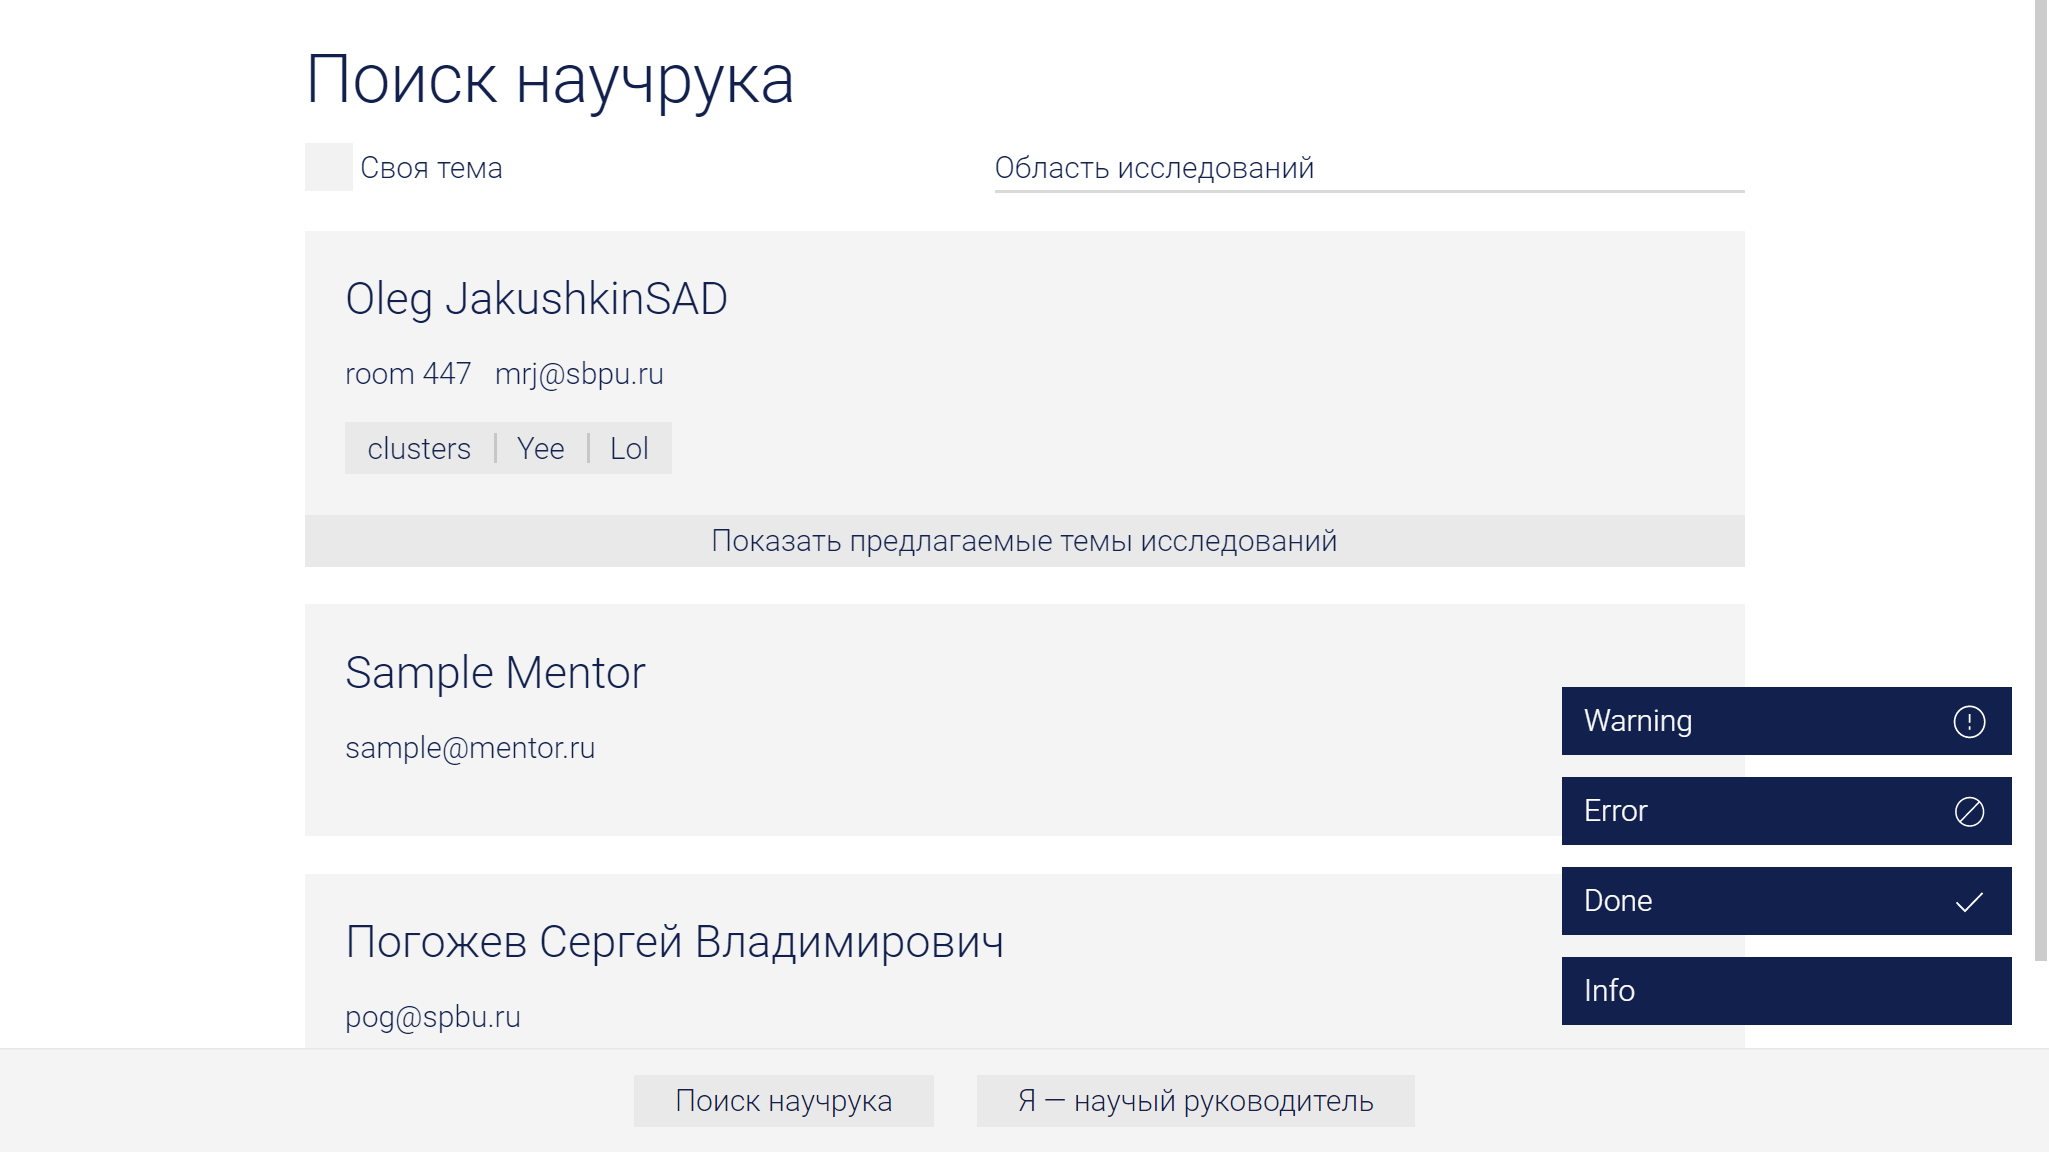 Поиск научрука
Своя тема
Область исследований
Oleg JakushkinSAD
room 447 mrj@sbpu.ru
clusters | Yee | Lol
Показать предлагаемые темы исследований
Sample Mentor
sample@mentor.ru
Погожев Сергей Владимирович
pog@spbu.ru
Warning
Error
Done
Info
Поиск научрука
Я — научый руководитель